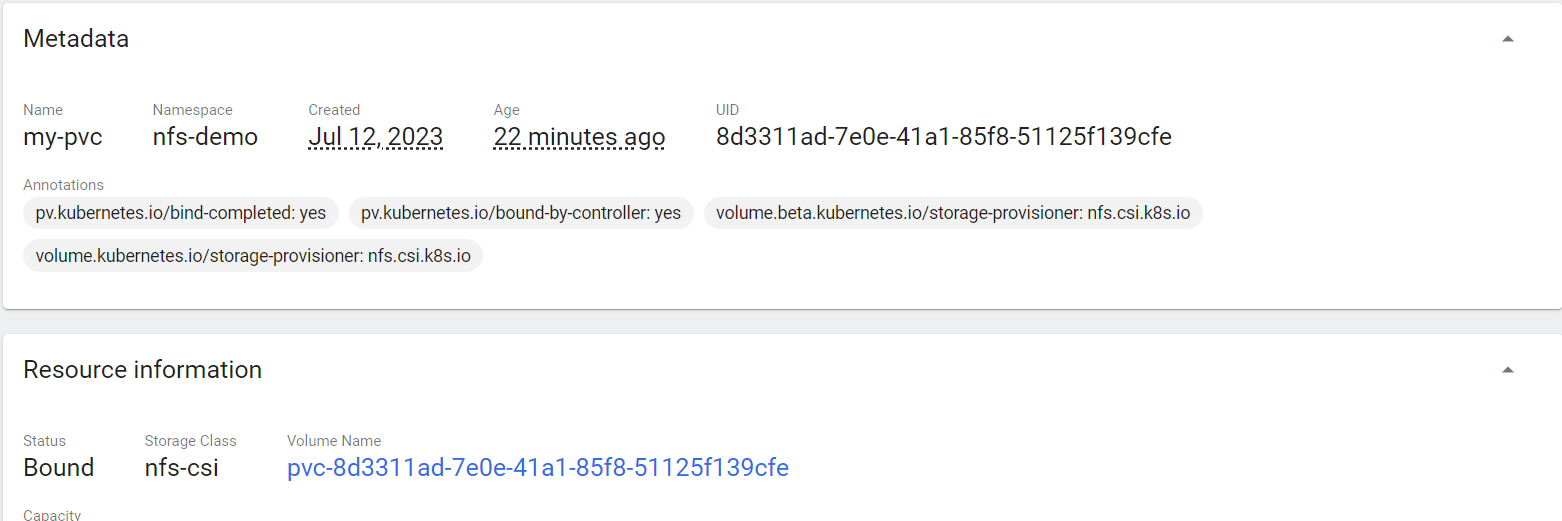 Metadata
Name Namespace Created Age UID
my-pvc nfs-demo Jul 12, 2023 22 minutes ago 8d3311ad-7e0e-41a1-85f8-51125f139cfe
Annotations
pv.kubernetes.io/bind-completed: yes pv.kubernetes.io/bound-by-controller: yes volume.beta.kubernetes.io/storage-provisioner: nfs.csi.k8s.io
volume.kubernetes.io/storage-provisioner: nfs.csi.k8s.io
Resource information
Status Storage Class Volume Name
Bound nfs-csi pvc-8d3311ad-7e0e-41a1-85f8-51125f139cfe
Capacity